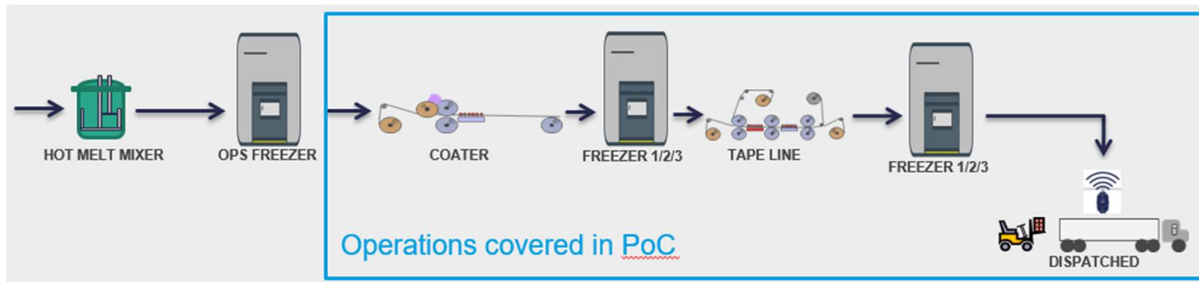 HOT MELT MIXER
OPS FREEZER
COATER
FREEZER 1/2/3
TAPE LINE
FREEZER 1/2/3
DISPATCHED
Operations covered in PoC